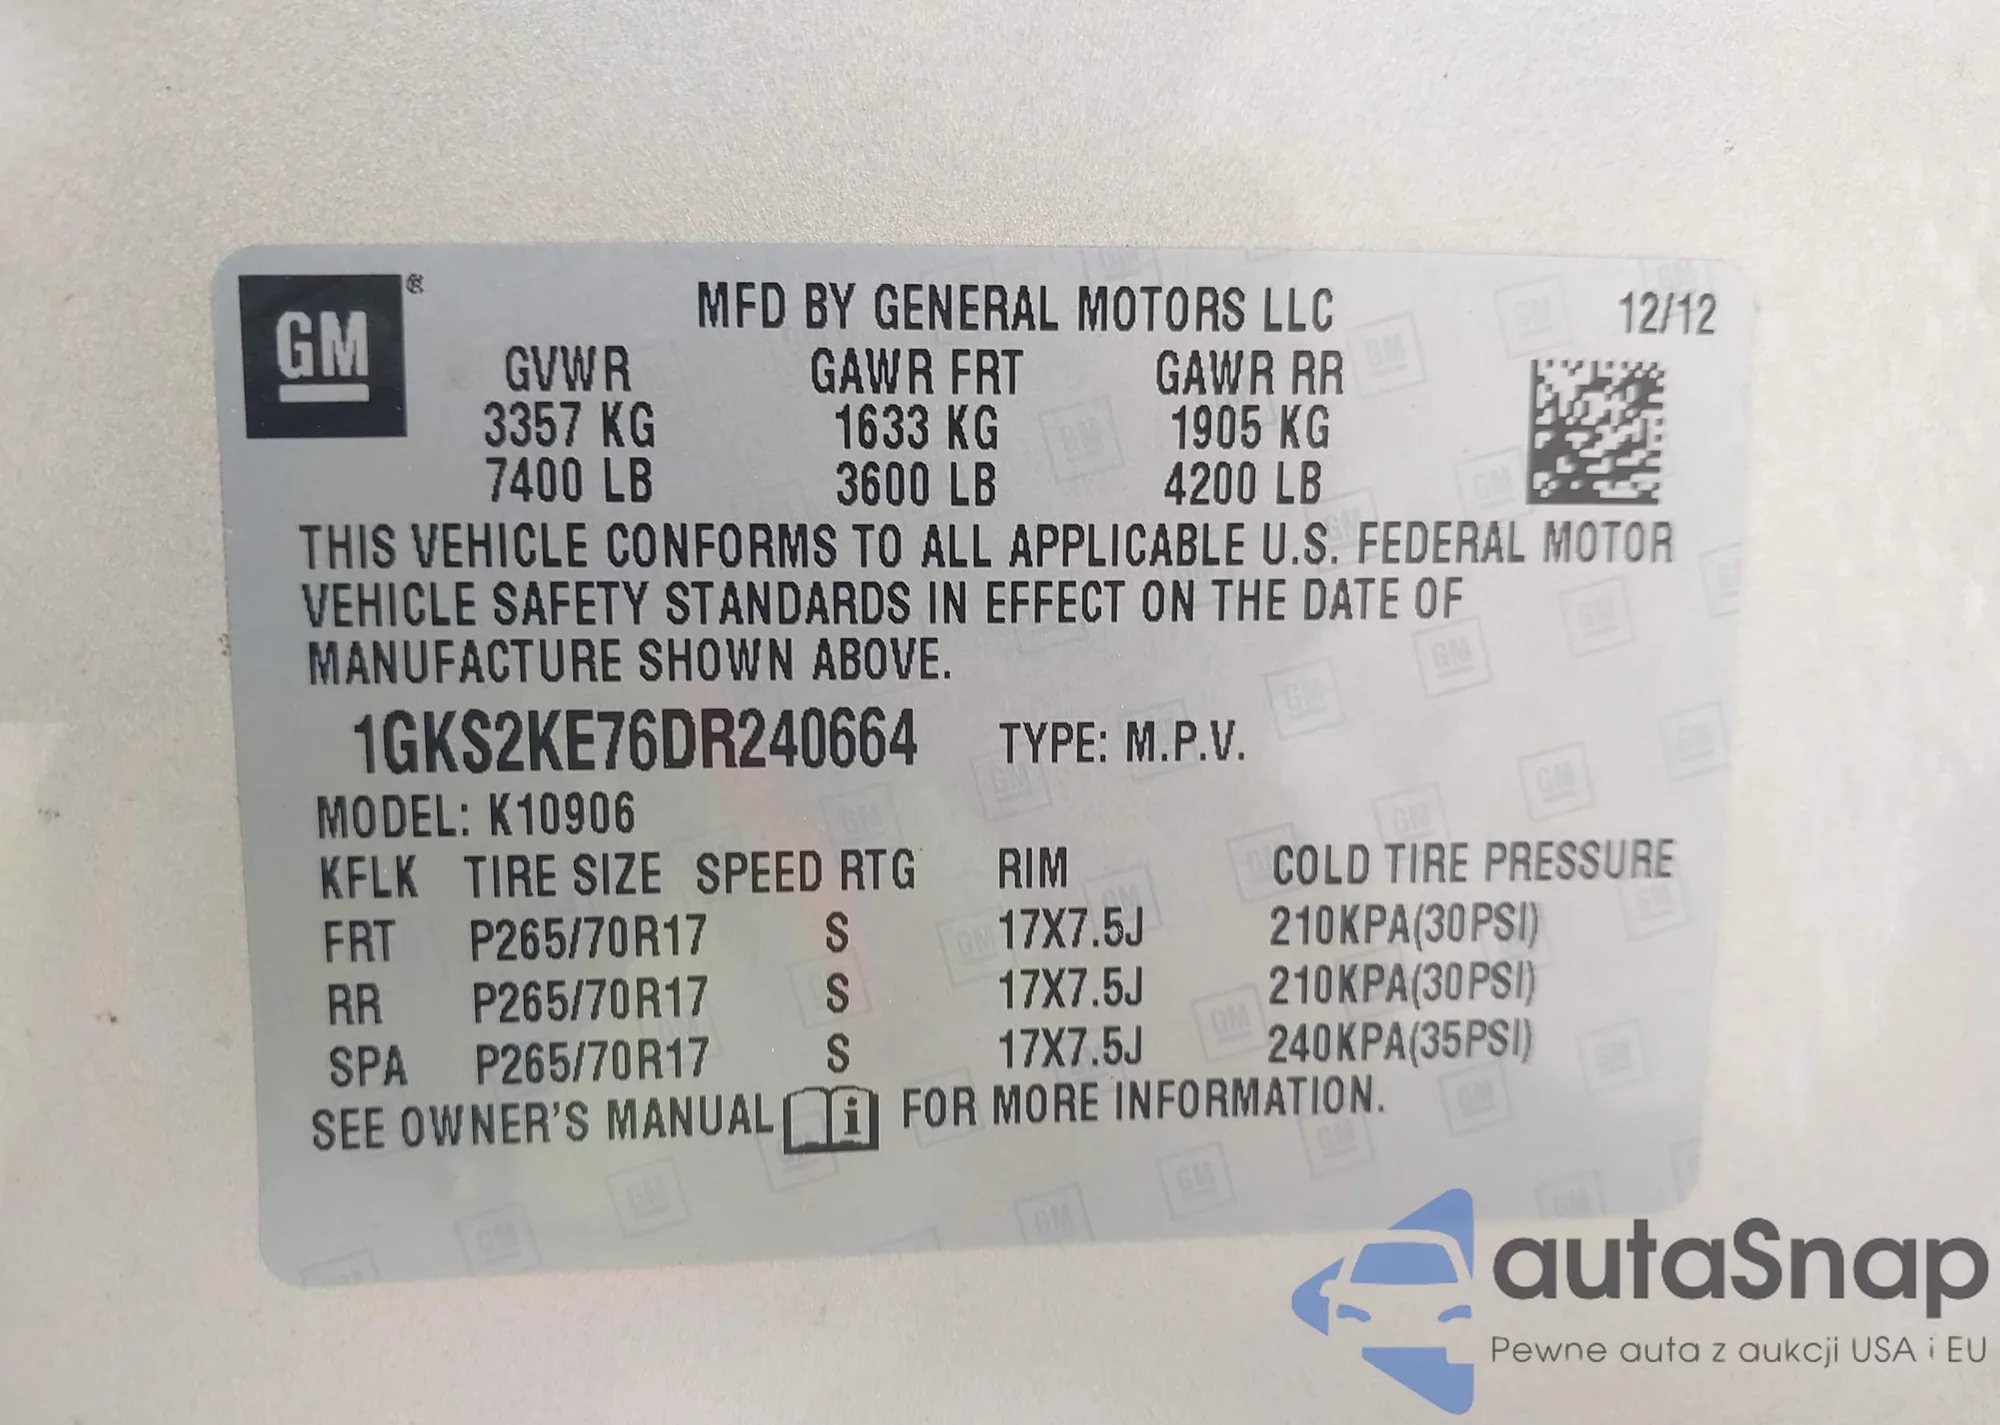 GM®
MFD BY GENERAL MOTORS LLC 12/12
GVWR GAWR FRT GAWR RR
3357 KG 1633 KG 1905 KG
7400 LB 3600 LB 4200 LB
THIS VEHICLE CONFORMS TO ALL APPLICABLE U.S. FEDERAL MOTOR
VEHICLE SAFETY STANDARDS IN EFFECT ON THE DATE OF
MANUFACTURE SHOWN ABOVE.
1GKS2KE76DR240664 TYPE: M.P.V.
MODEL: K10906
KFLK TIRE SIZE SPEED RTG RIM COLD TIRE PRESSURE
FRT P265/70R17 S 17X7.5J 210KPA(30PSI)
RR P265/70R17 S 17X7.5J 210KPA(30PSI)
SPA P265/70R17 S 17X7.5J 240KPA(35PSI)
SEE OWNER'S MANUAL i FOR MORE INFORMATION.
autaSnap
Pewne auta z aukcji USA i EU